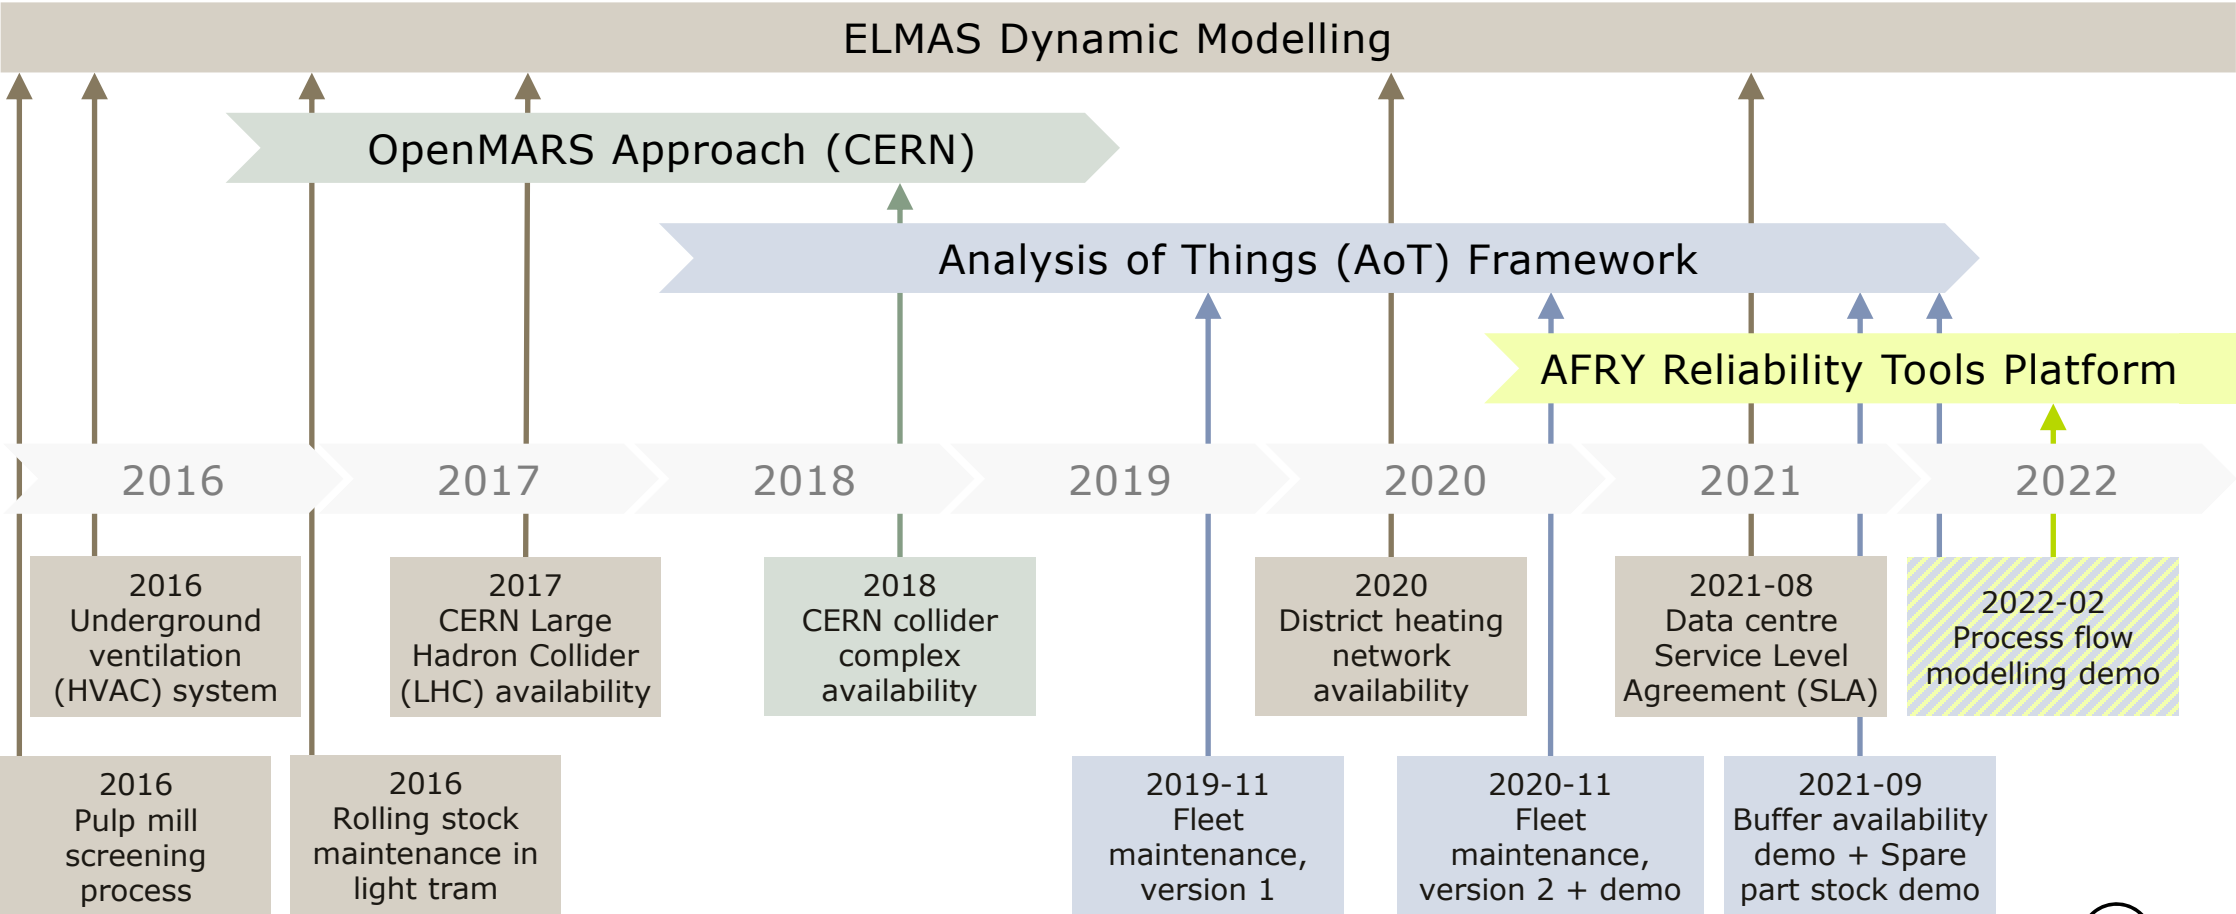 ELMAS Dynamic Modelling
OpenMARS Approach (CERN)
Analysis of Things (AoT) Framework
AFRY Reliability Tools Platform
2016
2017
2018
2019
2020
2021
2022
2016
Underground
ventilation
(HVAC) system
2017
CERN Large
Hadron Collider
(LHC) availability
2018
CERN collider
complex
availability
2020
District heating
network
availability
2021-08
Data centre
Service Level
Agreement (SLA)
2022-02
Process flow
modelling demo
2016
Pulp mill
screening
process
2016
Rolling stock
maintenance in
light tram
2019-11
Fleet
maintenance,
version 1
2020-11
Fleet
maintenance,
version 2 + demo
2021-09
Buffer availability
demo + Spare
part stock demo